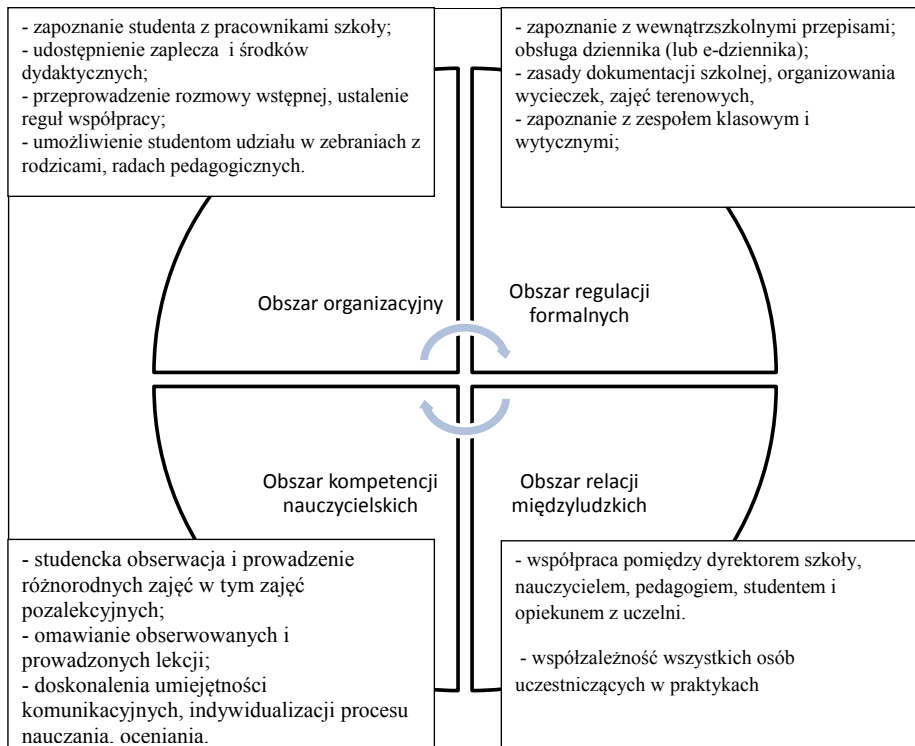 - zapoznanie studenta z pracownikami szkoły;
- udostępnienie zaplecza i środków
dydaktycznych;
- przeprowadzenie rozmowy wstępnej, ustalenie
reguł współpracy;
- umożliwienie studentom udziału w zebraniach z
rodzicami, radach pedagogicznych.
- zapoznanie z wewnątrzszkolnymi przepisami;
obsługa dziennika (lub e-dziennika);
- zasady dokumentacji szkolnej, organizowania
wycieczek, zajęć terenowych,
- zapoznanie z zespołem klasowym i
wytycznymi;
Obszar organizacyjny
Obszar regulacji
formalnych
Obszar kompetencji
nauczycielskich
Obszar relacji
międzyludzkich
- studencka obserwacja i prowadzenie
różnorodnych zajęć w tym zajęć
pozalekcyjnych;
- omawianie obserwowanych i
prowadzonych lekcji;
- doskonalenia umiejętności
komunikacyjnych, indywidualizacji procesu
nauczania, oceniania.
- współpraca pomiędzy dyrektorem szkoły,
nauczycielem, pedagogiem, studentem i
opiekunem z uczelni.
- współzależność wszystkich osób
uczestniczących w praktykach